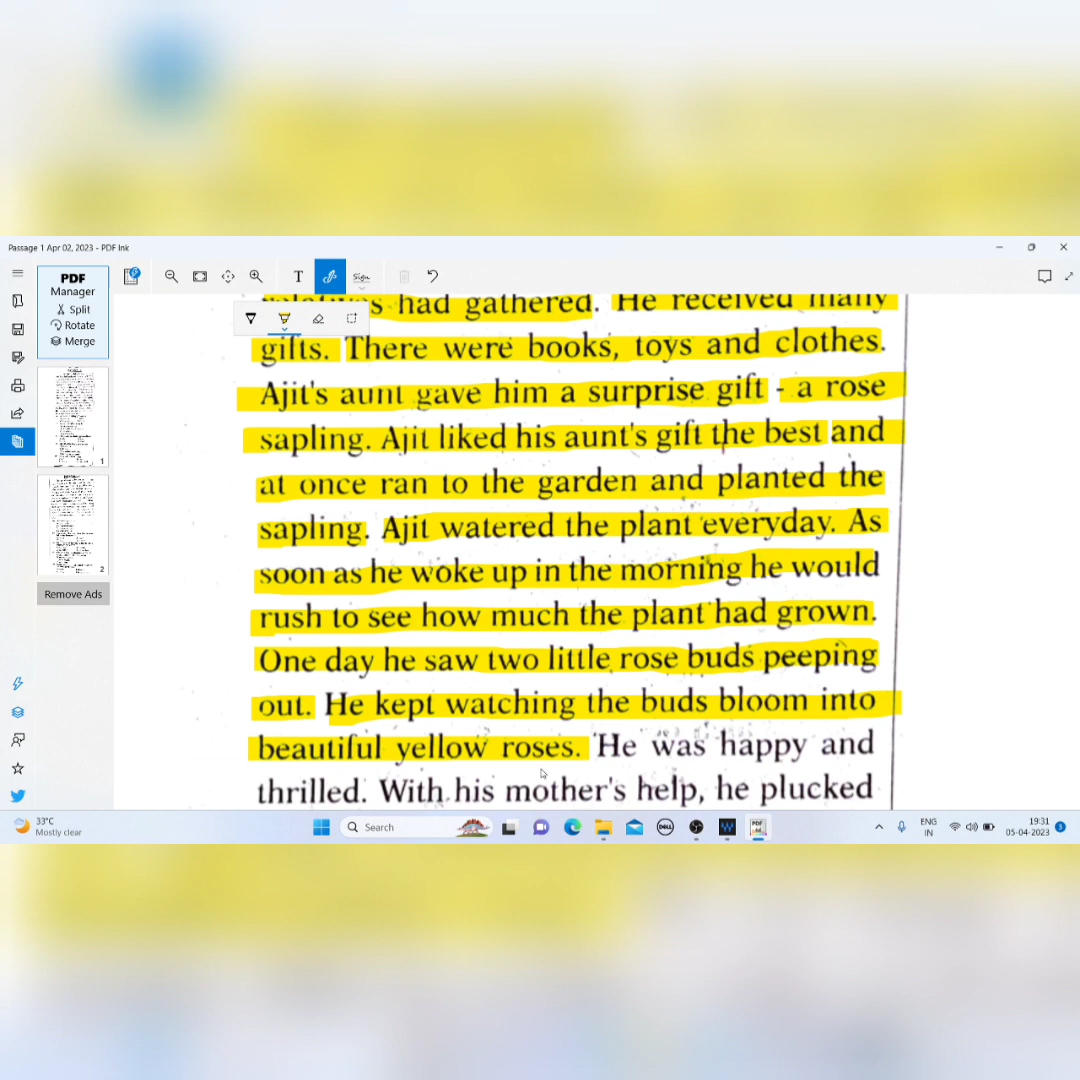 Passage 1 Apr 02, 2023 - PDF Ink
PDF
Manager
Split
Rotate
Merge
T
Sign
1
2
Remove Ads
had gathered. He received many
gifts. There were books, toys and clothes.
Ajit's aunt gave him a surprise gift - a rose
sapling. Ajit liked his aunt's gift the best and
at once ran to the garden and planted the
sapling. Ajit watered the plant everyday. As
soon as he woke up in the morning he would
rush to see how much the plant had grown.
One day he saw two little rose buds peeping
out. He kept watching the buds bloom into
beautiful yellow roses. He was happy and
thrilled. With his mother's help, he plucked
33°C
Mostly clear
Search
DELL
PDF
ENG
IN
19:31
05-04-2023
3